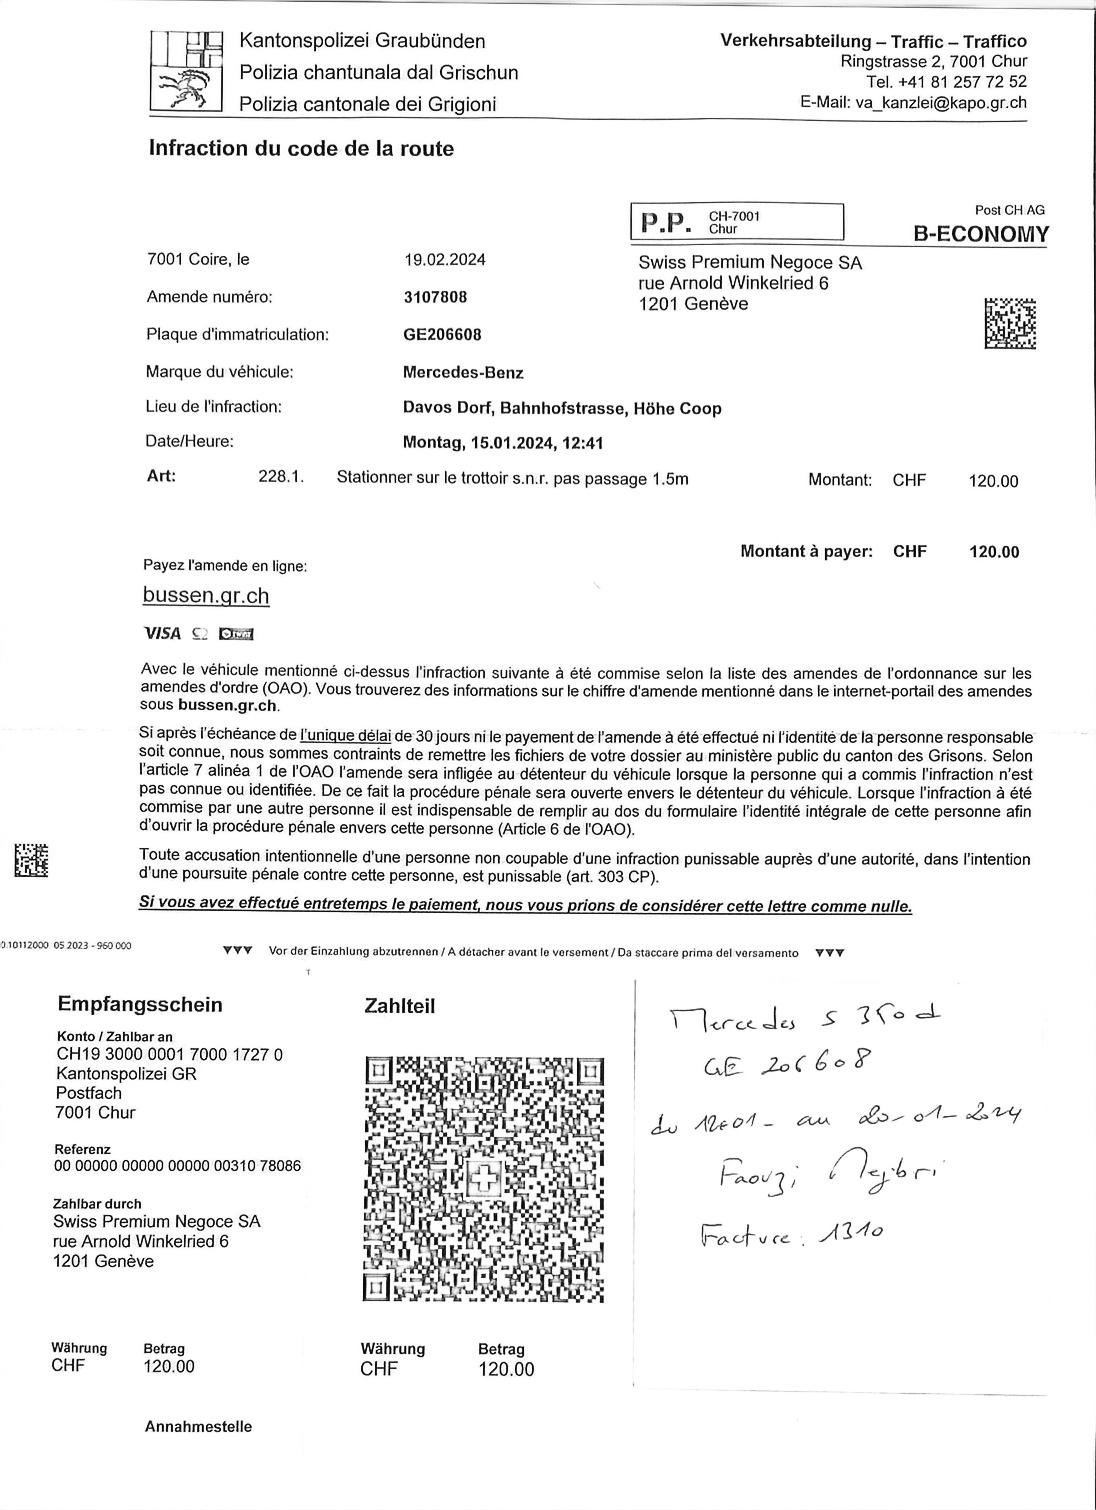 Kantonspolizei Graubünden
Polizia chantunala dal Grischun
Polizia cantonale dei Grigioni
Verkehrsabteilung – Traffic – Traffico
Ringstrasse 2, 7001 Chur
Tel. +41 81 257 72 52
E-Mail: va_kanzlei@kapo.gr.ch
Infraction du code de la route
P.P. CH-7001
Chur
Post CH AG
B-ECONOMY
Swiss Premium Negoce SA
rue Arnold Winkelried 6
1201 Genève
7001 Coire, le 19.02.2024
Amende numéro: 3107808
Plaque d'immatriculation: GE206608
Marque du véhicule: Mercedes-Benz
Lieu de l'infraction: Davos Dorf, Bahnhofstrasse, Höhe Coop
Date/Heure: Montag, 15.01.2024, 12:41
Art: 228.1. Stationner sur le trottoir s.n.r. pas passage 1.5m Montant: CHF 120.00
Montant à payer: CHF 120.00
Payez l'amende en ligne:
bussen.gr.ch
VISA
Avec le véhicule mentionné ci-dessus l'infraction suivante à été commise selon la liste des amendes de l'ordonnance sur les
amendes d'ordre (OAO). Vous trouverez des informations sur le chiffre d'amende mentionné dans le internet-portail des amendes
sous bussen.gr.ch.
Si après l'échéance de l'unique délai de 30 jours ni le payement de l'amende à été effectué ni l'identité de la personne responsable
soit connue, nous sommes contraints de remettre les fichiers de votre dossier au ministère public du canton des Grisons. Selon
l'article 7 alinéa 1 de l'OAO l'amende sera infligée au détenteur du véhicule lorsque la personne qui a commis l'infraction n'est
pas connue ou identifiée. De ce fait la procédure pénale sera ouverte envers le détenteur du véhicule. Lorsque l'infraction à été
commise par une autre personne il est indispensable de remplir au dos du formulaire l'identité intégrale de cette personne afin
d'ouvrir la procédure pénale envers cette personne (Article 6 de l'OAO).
Toute accusation intentionnelle d'une personne non coupable d'une infraction punissable auprès d'une autorité, dans l'intention
d'une poursuite pénale contre cette personne, est punissable (art. 303 CP).
Si vous avez effectué entretemps le paiement, nous vous prions de considérer cette lettre comme nulle.
0.10112000 05.2023 - 960 000
Vor der Einzahlung abzutrennen / A détacher avant le versement / Da staccare prima del versamento
Empfangsschein
Konto / Zahlbar an
CH19 3000 0001 7000 1727 0
Kantonspolizei GR
Postfach
7001 Chur
Referenz
00 00000 00000 00000 00310 78086
Zahlbar durch
Swiss Premium Negoce SA
rue Arnold Winkelried 6
1201 Genève
Währung Betrag
CHF 120.00
Annahmestelle
Zahlteil
Währung Betrag
CHF 120.00
Mercedes S 350 d
GE 206608
du 12-01- au 20-01-2024
Faouzi Mejbri
Facture: 1310